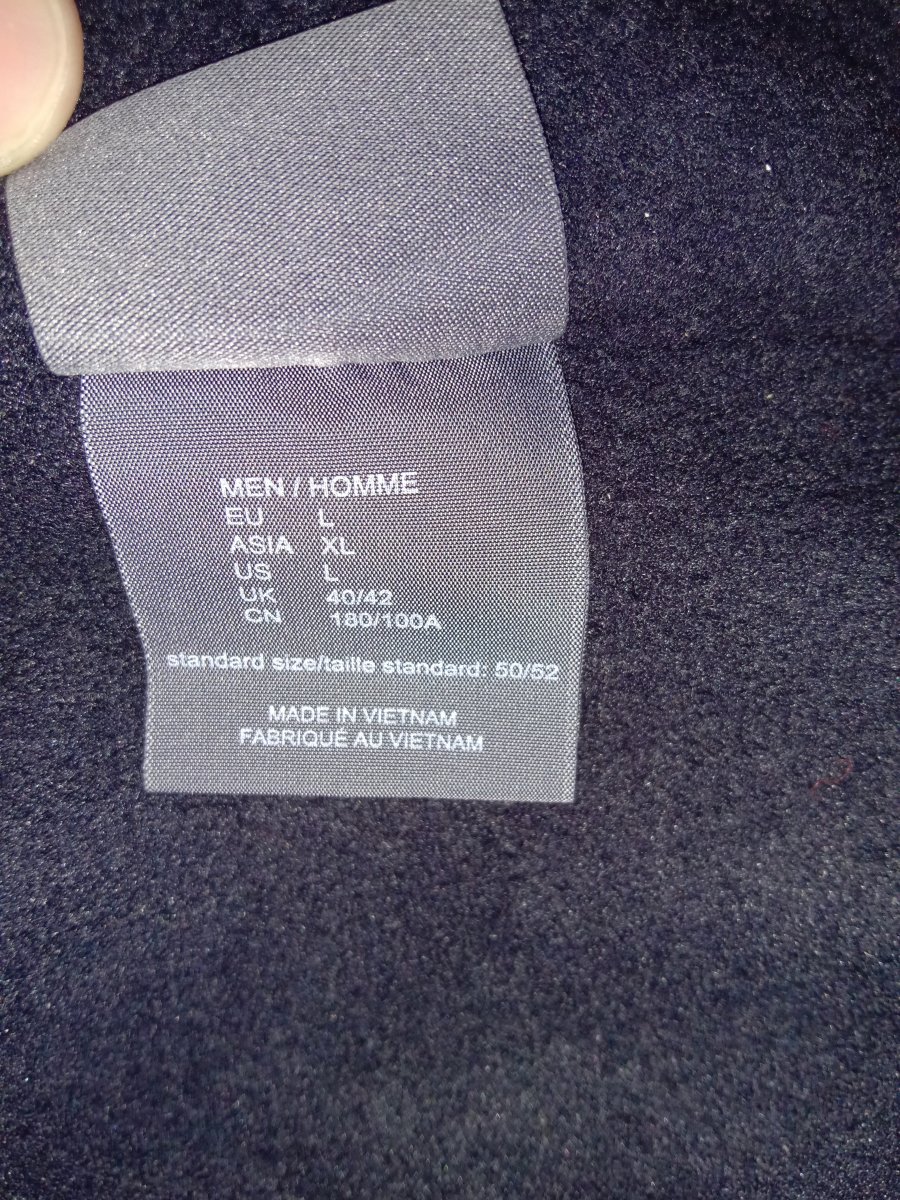 MEN / HOMME
EU L
ASIA XL
US L
UK 40/42
CN 180/100A
standard size/taille standard: 50/52
MADE IN VIETNAM
FABRIQUÉ AU VIETNAM